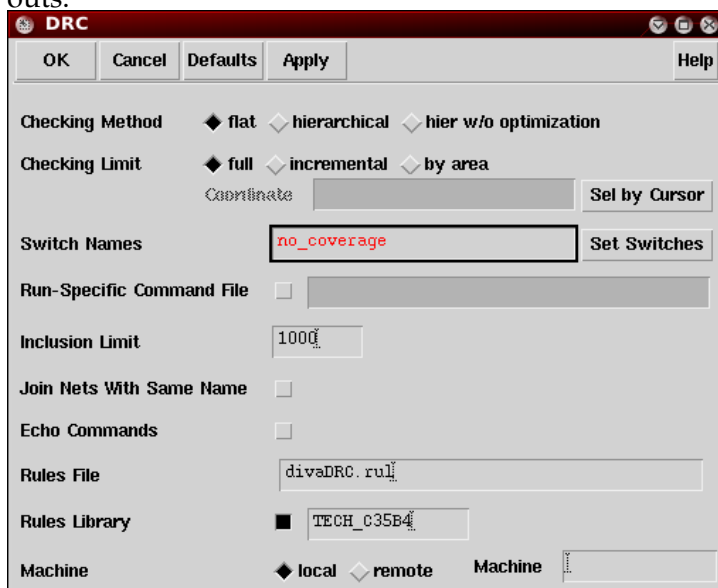 outs.
DRC
OK Cancel Defaults Apply Help
Checking Method flat hierarchical hier w/o optimization
Checking Limit full incremental by area
Coordinate Sel by Cursor
Switch Names no_coverage Set Switches
Run-Specific Command File
Inclusion Limit 1000
Join Nets With Same Name
Echo Commands
Rules File divaDRC.rul
Rules Library TECH_C35B4
Machine local remote Machine